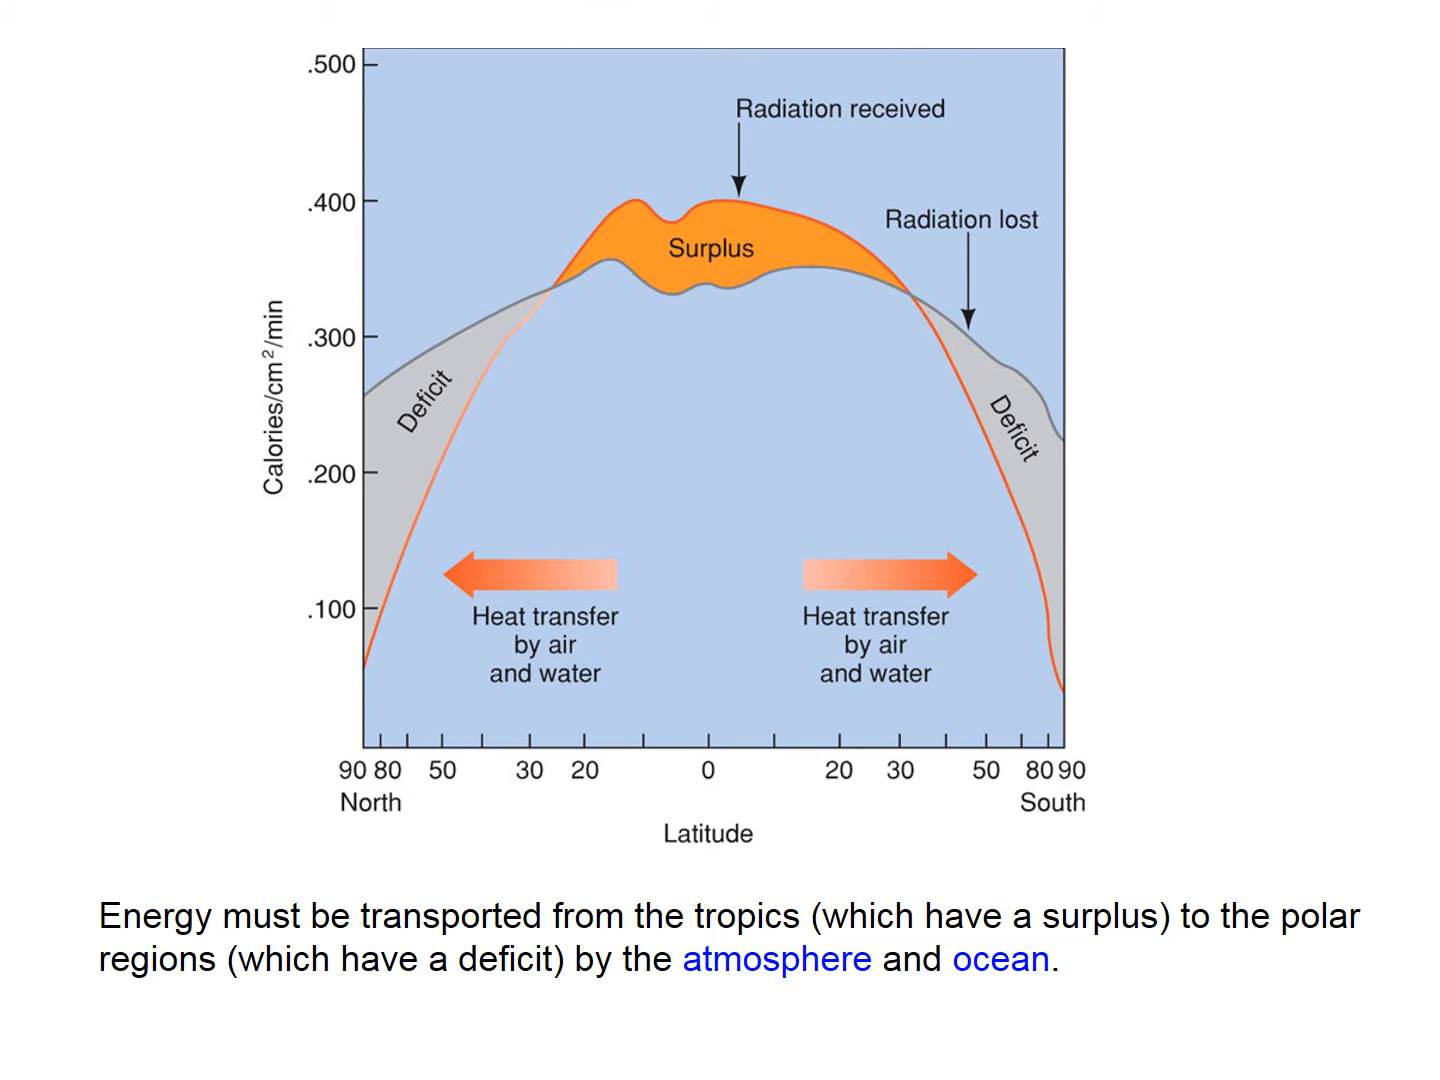 .500
Radiation received
.400
Radiation lost
Surplus
.300
Calories/cm²/min
Deficit
Deficit
.200
.100
Heat transfer
by air
and water
Heat transfer
by air
and water
90 80 50 30 20 0 20 30 50 80 90
North South
Latitude
Energy must be transported from the tropics (which have a surplus) to the polar
regions (which have a deficit) by the atmosphere and ocean.